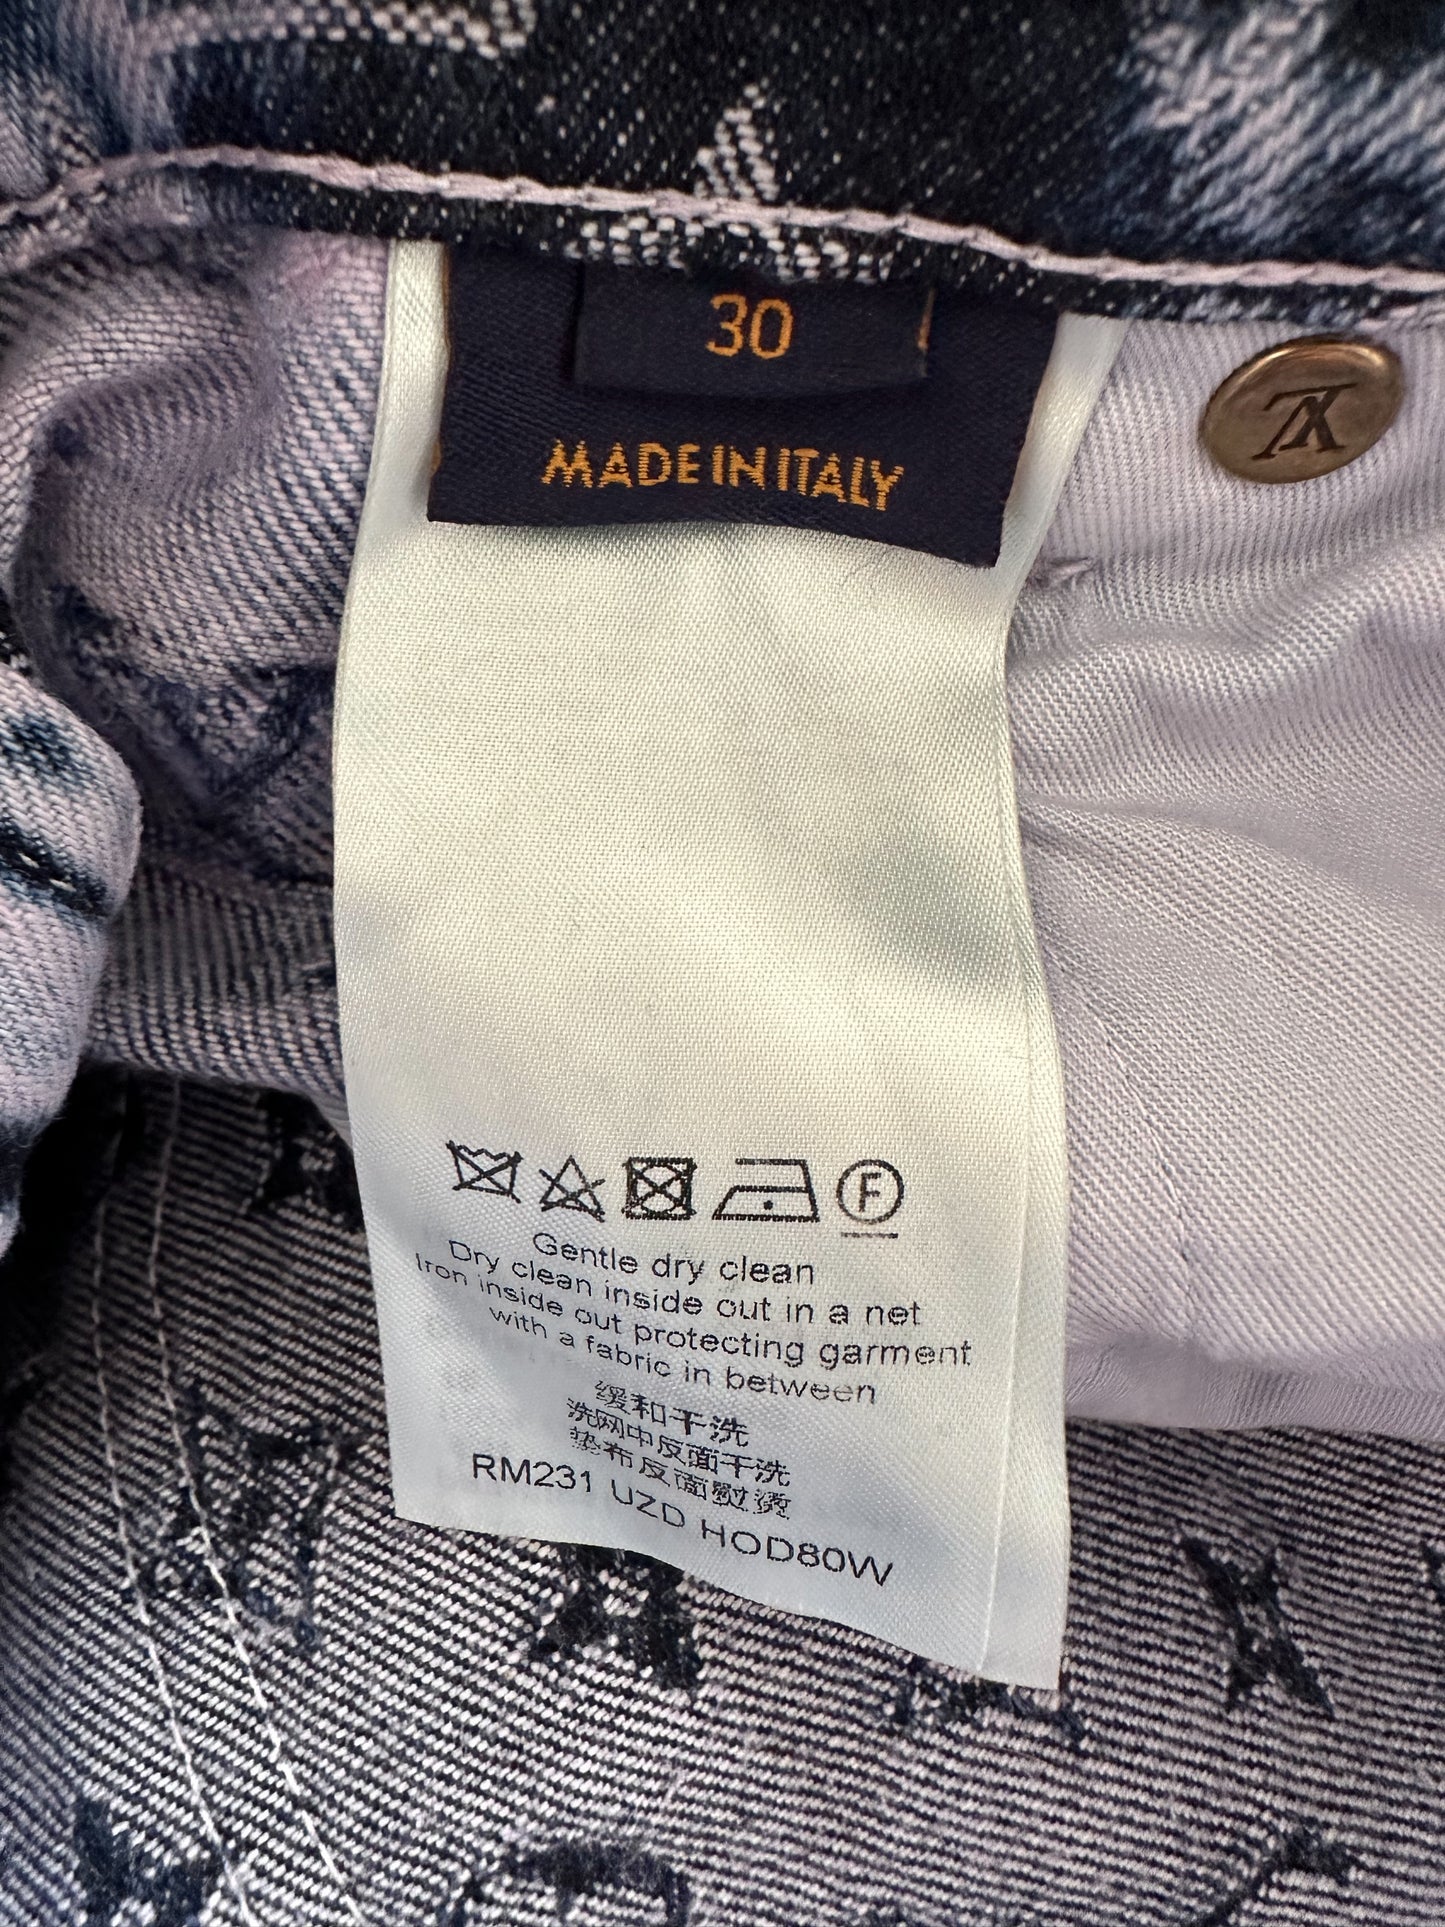 30
MADE IN ITALY
LV
F
Gentle dry clean
Dry clean inside out in a net
Iron inside out protecting garment
with a fabric in between
缓和干洗
洗网中反面干洗
垫布反面熨烫
RM231 UZD HOD80W